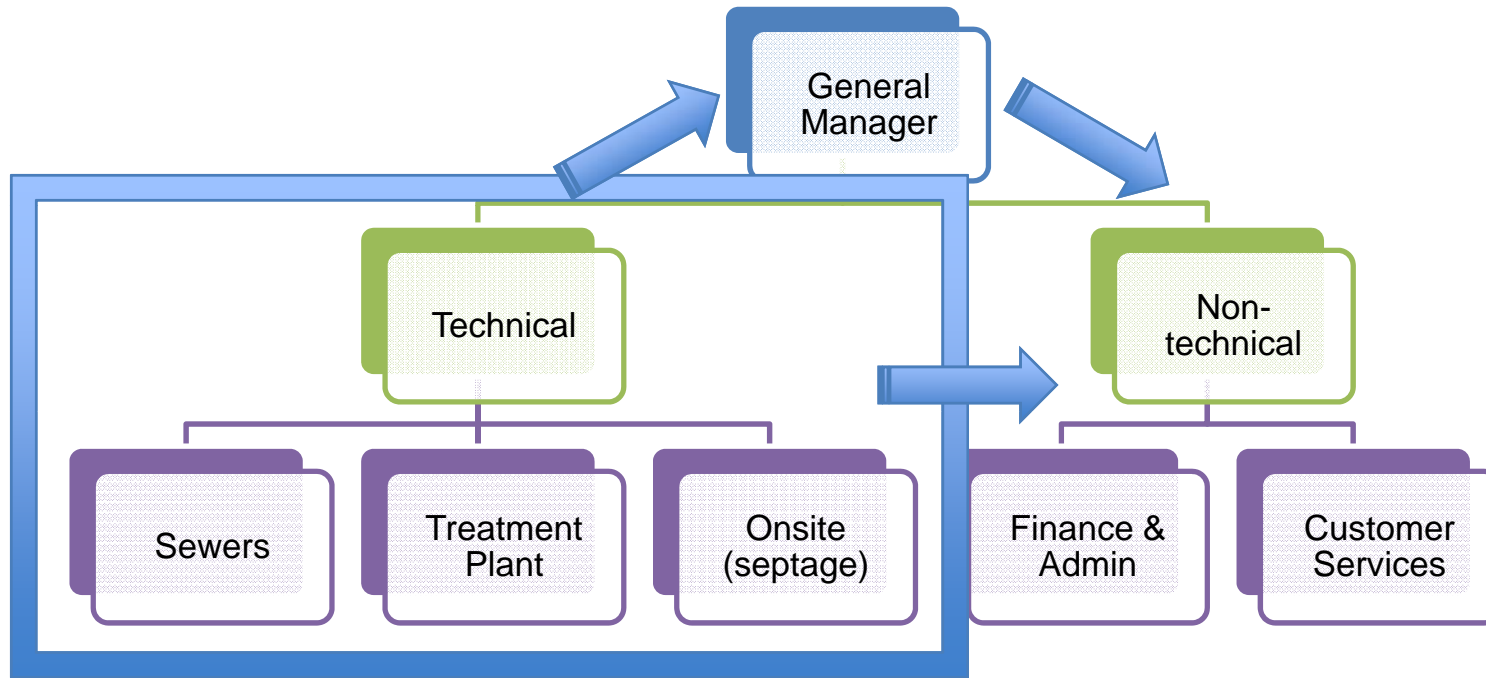 General
Manager
Technical
Non-
technical
Sewers
Treatment
Plant
Onsite
(septage)
Finance &
Admin
Customer
Services